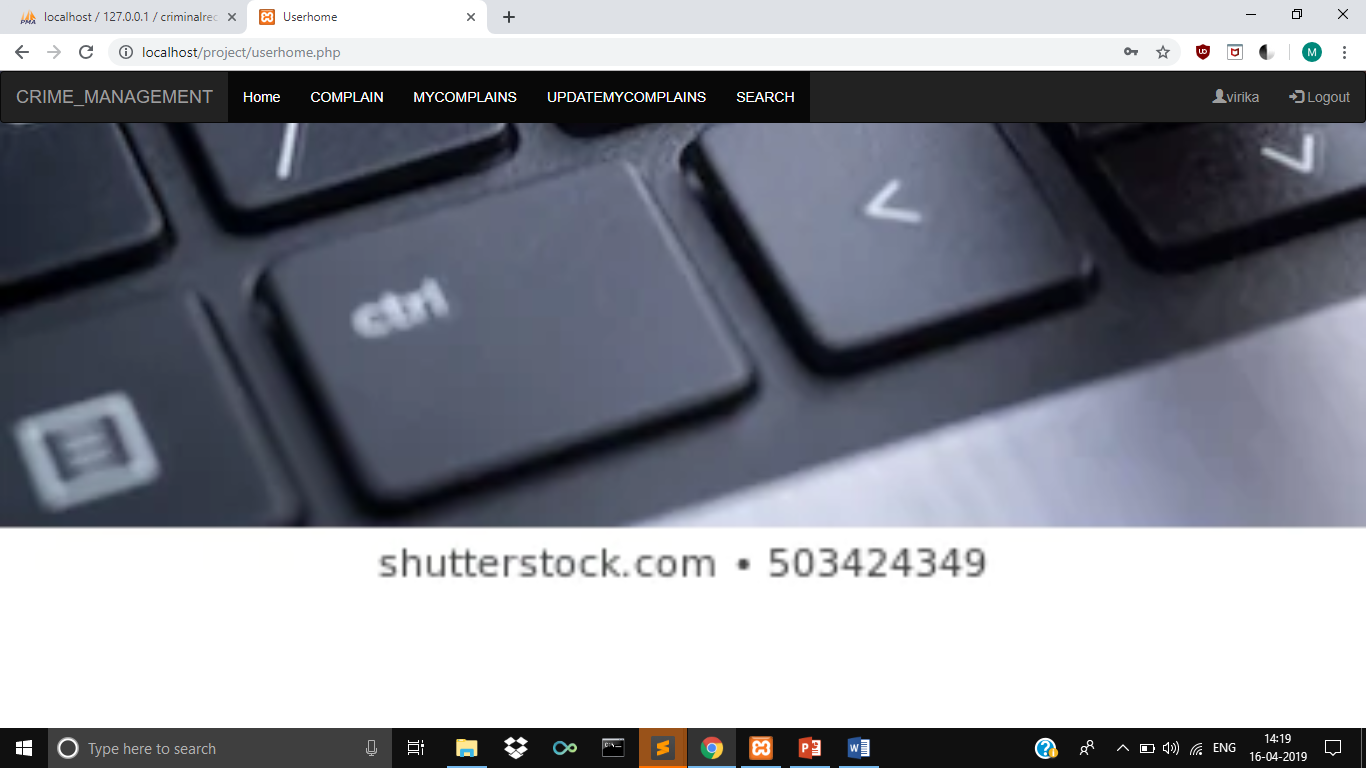 localhost / 127.0.0.1 / criminalrec
Userhome
localhost/project/userhome.php
M
CRIME_MANAGEMENT Home COMPLAIN MYCOMPLAINS UPDATEMYCOMPLAINS SEARCH virika Logout
/
<
ctrl
shutterstock.com • 503424349
Type here to search
ENG
14:19
16-04-2019